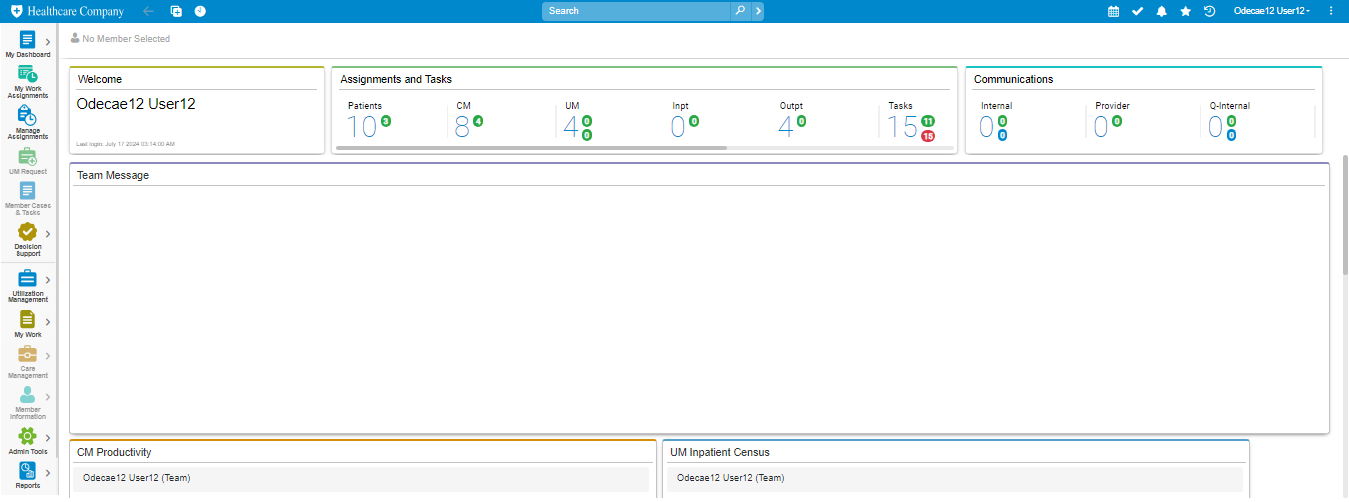 Healthcare Company
Search
Odecae12 User12
My Dashboard
My Work
Assignments
Manage
Assignments
UM Request
Member Cases
& Tasks
Decision
Support
Utilization
Management
My Work
Care
Management
Member
Information
Admin Tools
Reports
No Member Selected
Welcome
Odecae12 User12
Last login: July 17 2024 03:14:00 AM
Assignments and Tasks
Patients
10 3
CM
8 4
UM
4 0
0
Inpt
0 0
Outpt
4 0
Tasks
15 11
15
Communications
Internal
0 0
0
Provider
0 0
Q-Internal
0 0
0
Team Message
CM Productivity
Odecae12 User12 (Team)
UM Inpatient Census
Odecae12 User12 (Team)